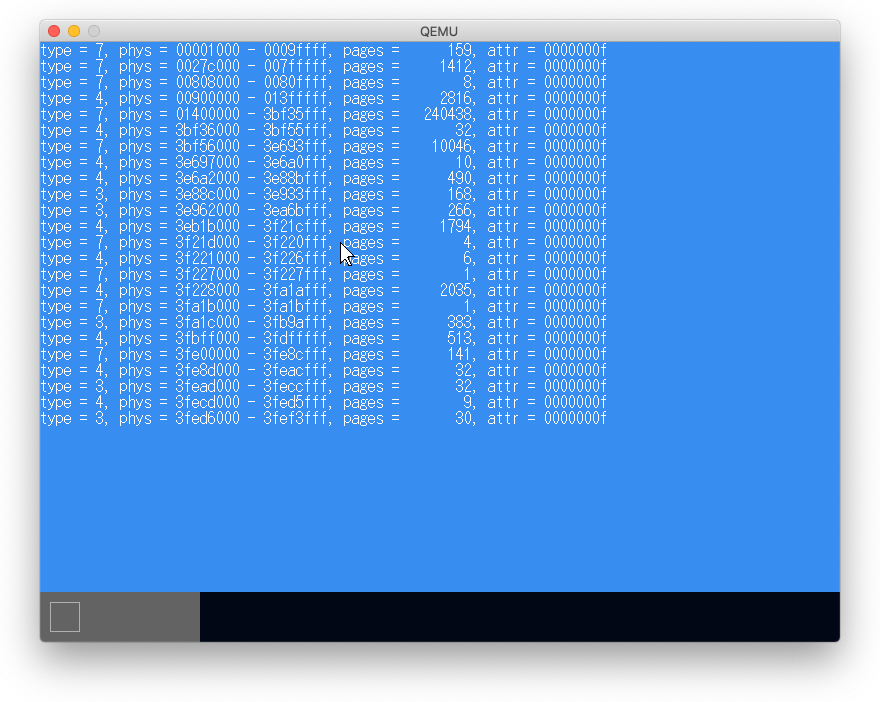 QEMU
type = 7, phys = 00001000 - 0009ffff, pages = 159, attr = 0000000f
type = 7, phys = 0027c000 - 007fffff, pages = 1412, attr = 0000000f
type = 7, phys = 00808000 - 0080ffff, pages = 8, attr = 0000000f
type = 4, phys = 00900000 - 013fffff, pages = 2816, attr = 0000000f
type = 7, phys = 01400000 - 3bf35fff, pages = 240438, attr = 0000000f
type = 4, phys = 3bf36000 - 3bf55fff, pages = 32, attr = 0000000f
type = 7, phys = 3bf56000 - 3e693fff, pages = 10046, attr = 0000000f
type = 4, phys = 3e697000 - 3e6a0fff, pages = 10, attr = 0000000f
type = 4, phys = 3e6a2000 - 3e88bfff, pages = 490, attr = 0000000f
type = 3, phys = 3e88c000 - 3e933fff, pages = 168, attr = 0000000f
type = 3, phys = 3e962000 - 3ea6bfff, pages = 266, attr = 0000000f
type = 4, phys = 3eb1b000 - 3f21cfff, pages = 1794, attr = 0000000f
type = 7, phys = 3f21d000 - 3f220fff, pages = 4, attr = 0000000f
type = 4, phys = 3f221000 - 3f226fff, pages = 6, attr = 0000000f
type = 7, phys = 3f227000 - 3f227fff, pages = 1, attr = 0000000f
type = 4, phys = 3f228000 - 3fa1afff, pages = 2035, attr = 0000000f
type = 7, phys = 3fa1b000 - 3fa1bfff, pages = 1, attr = 0000000f
type = 3, phys = 3fa1c000 - 3fb9afff, pages = 383, attr = 0000000f
type = 4, phys = 3fbff000 - 3fdfffff, pages = 513, attr = 0000000f
type = 7, phys = 3fe00000 - 3fe8cfff, pages = 141, attr = 0000000f
type = 4, phys = 3fe8d000 - 3feacfff, pages = 32, attr = 0000000f
type = 3, phys = 3fead000 - 3feccfff, pages = 32, attr = 0000000f
type = 4, phys = 3fecd000 - 3fed5fff, pages = 9, attr = 0000000f
type = 3, phys = 3fed6000 - 3fef3fff, pages = 30, attr = 0000000f